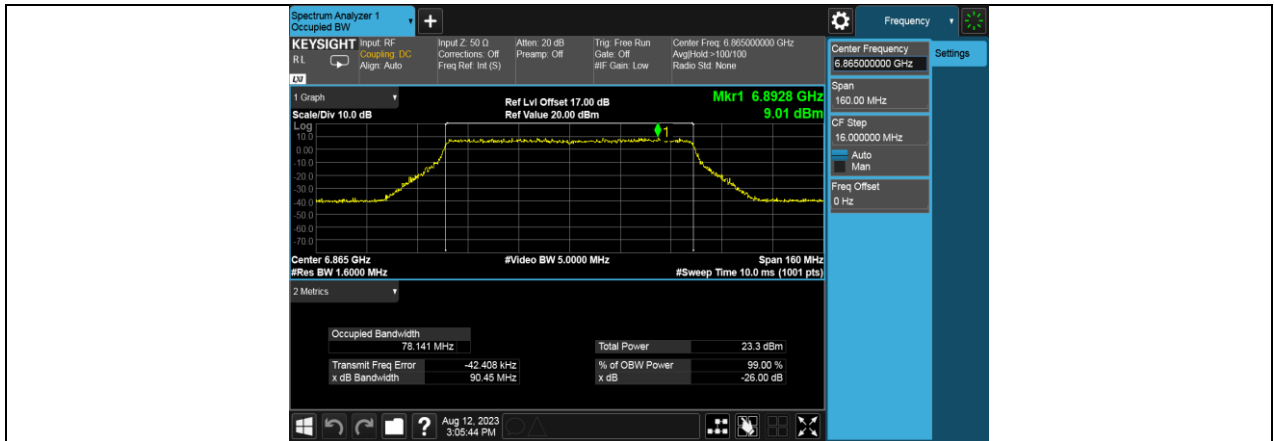 Spectrum Analyzer 1
Occupied BW
+
Frequency
KEYSIGHT
RL
LXI
Input: RF
Coupling: DC
Align: Auto
Input Z: 50 Ω
Corrections: Off
Freq Ref: Int (S)
Atten: 20 dB
Preamp: Off
Trig: Free Run
Gate: Off
#IF Gain: Low
Center Freq: 6.865000000 GHz
Avg|Hold:>100/100
Radio Std: None
Center Frequency
6.865000000 GHz
Settings
Span
160.00 MHz
CF Step
16.000000 MHz
Auto
Man
Freq Offset
0 Hz
1 Graph
Ref Lvl Offset 17.00 dB
Mkr1 6.8928 GHz
Scale/Div 10.0 dB
Ref Value 20.00 dBm
9.01 dBm
Log
1
10.0
0.00
-10.0
-20.0
-30.0
-40.0
-50.0
-60.0
-70.0
Center 6.865 GHz
#Video BW 5.0000 MHz
Span 160 MHz
#Res BW 1.6000 MHz
#Sweep Time 10.0 ms (1001 pts)
2 Metrics
Occupied Bandwidth
78.141 MHz
Total Power 23.3 dBm
Transmit Freq Error -42.408 kHz
% of OBW Power 99.00 %
x dB Bandwidth 90.45 MHz
x dB -26.00 dB
?
Aug 12, 2023
3:05:44 PM